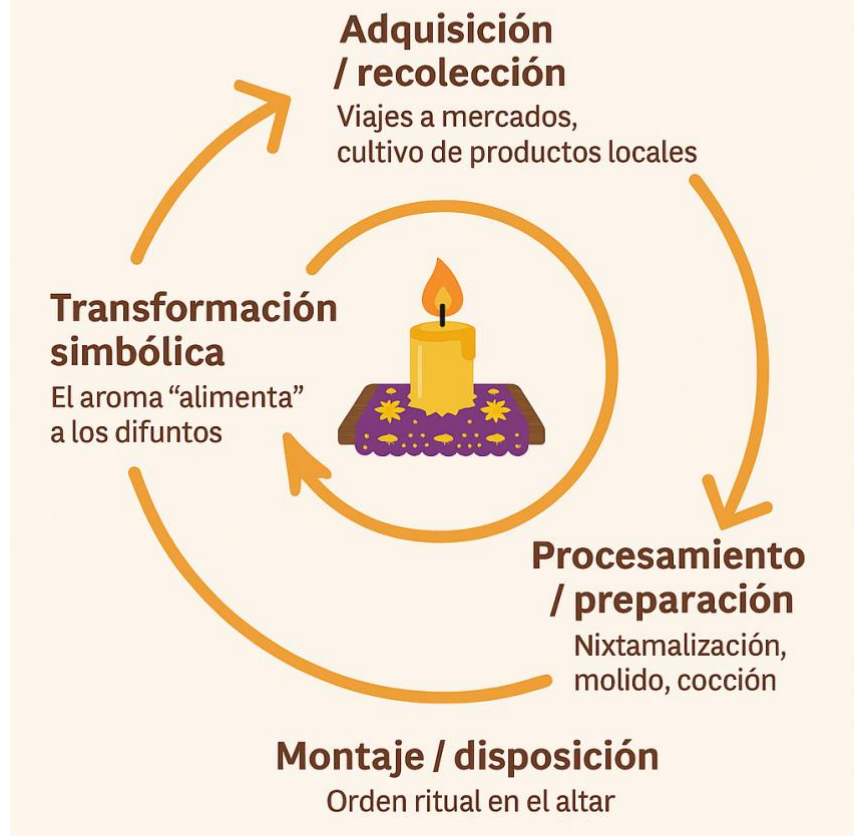 Adquisición
/ recolección
Viajes a mercados,
cultivo de productos locales
Procesamiento
/ preparación
Nixtamalización,
molido, cocción
Montaje / disposición
Orden ritual en el altar
Transformación
simbólica
El aroma “alimenta”
a los difuntos